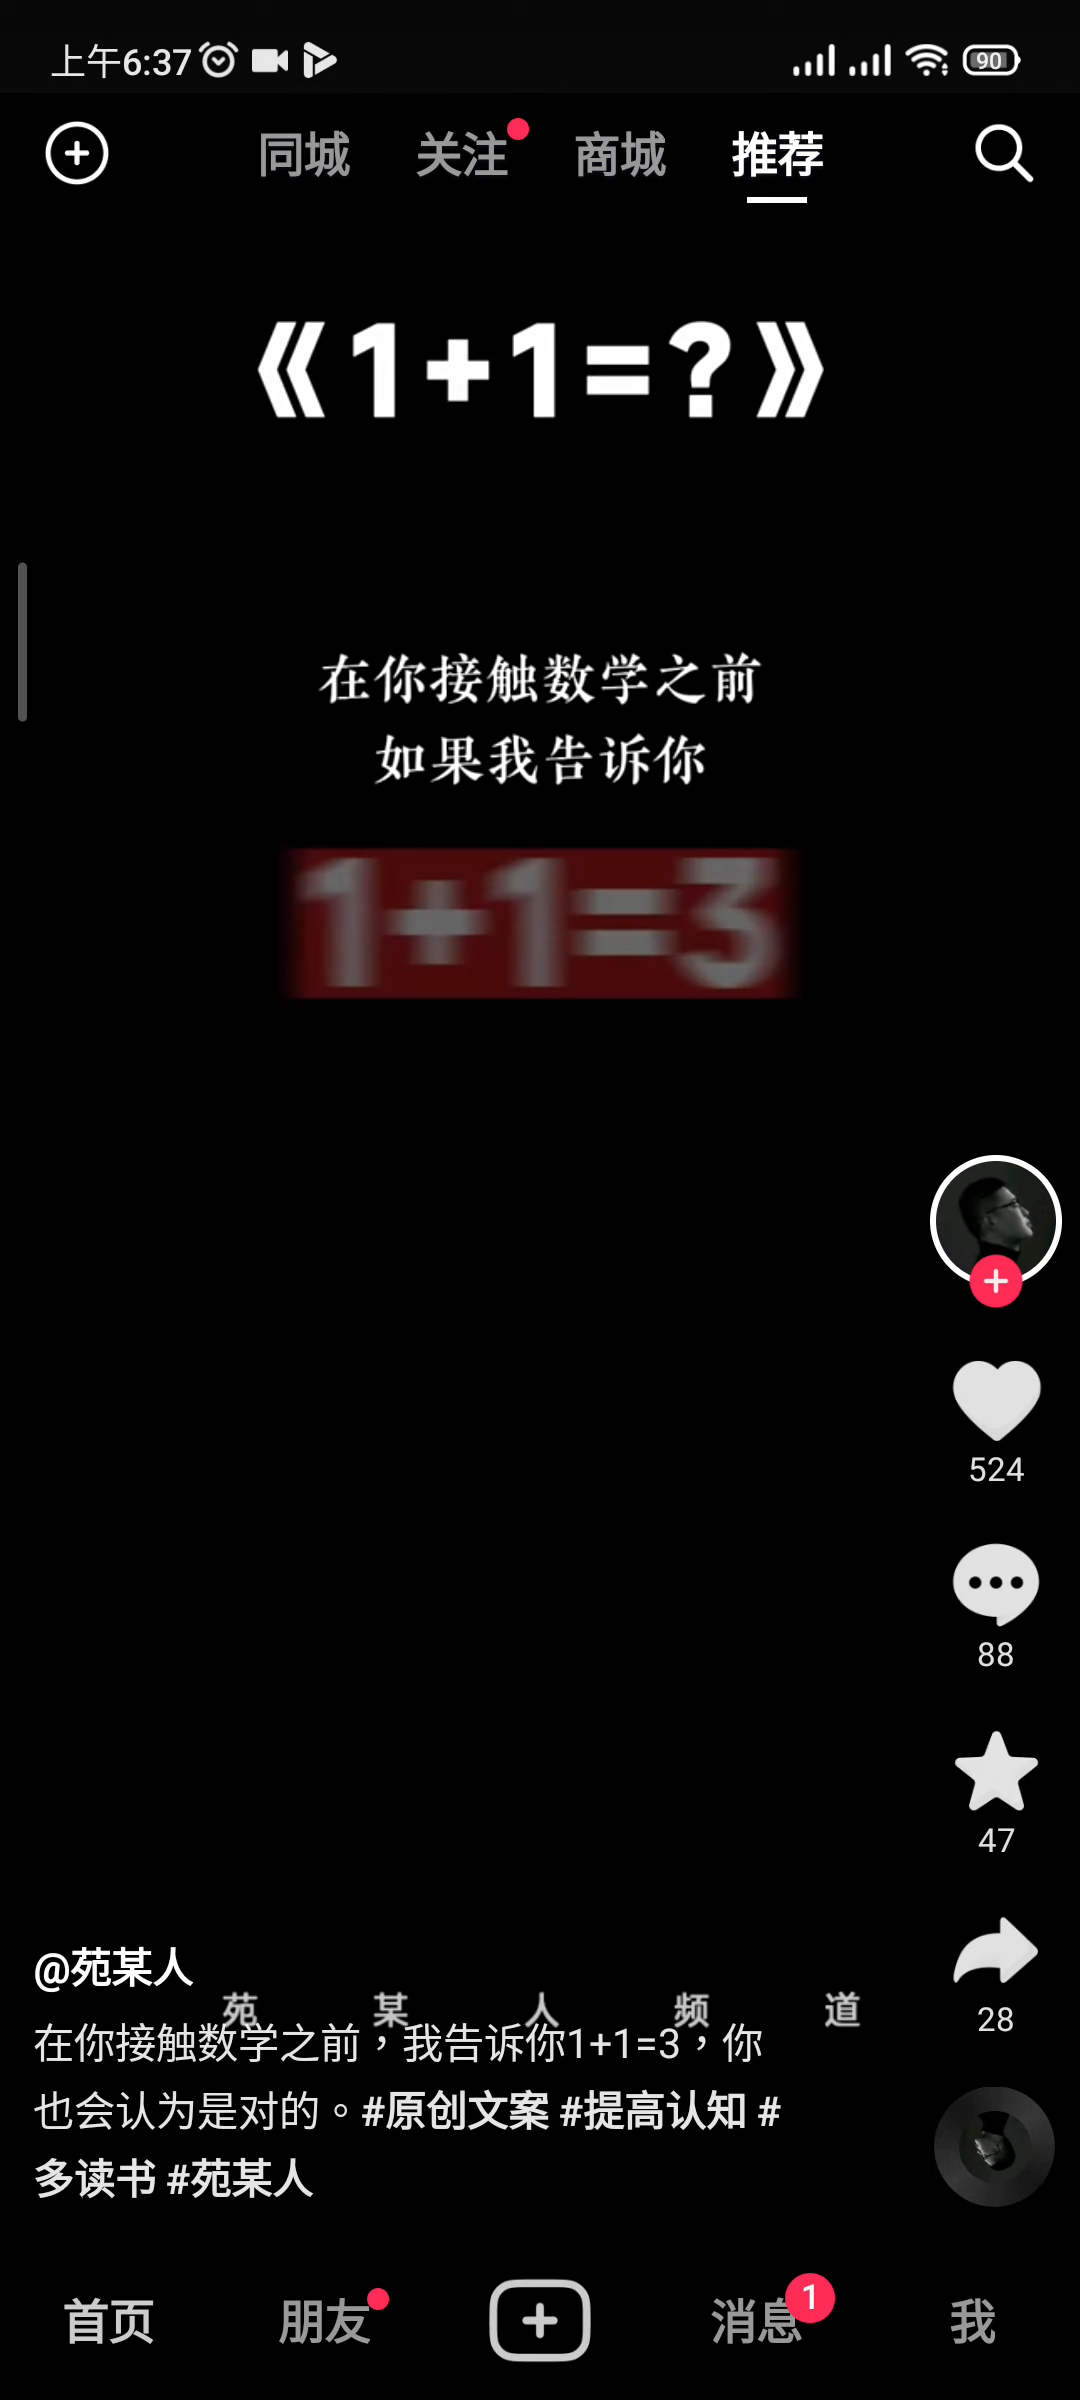 上午6:37
90
同城 关注 商城 推荐
《1+1=?》
在你接触数学之前
如果我告诉你
1+1=3
524
88
47
28
@苑某人
苑 某 人 频 道
在你接触数学之前，我告诉你1+1=3，你
也会认为是对的。#原创文案 #提高认知 #
多读书 #苑某人
首页 朋友 消息 1 我